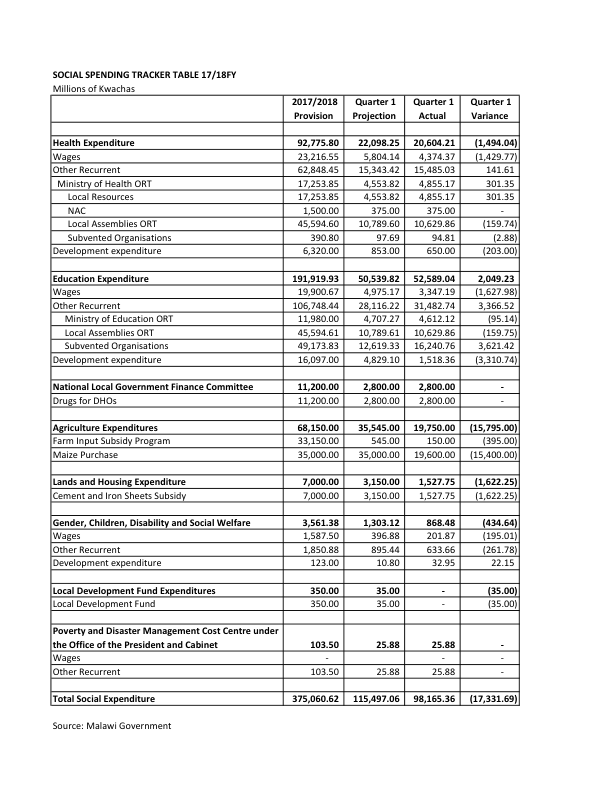 SOCIAL SPENDING TRACKER TABLE 17/18FY
Millions of Kwachas
2017/2018 Quarter 1 Quarter 1 Quarter 1
Provision Projection Actual Variance
Health Expenditure 92,775.80 22,098.25 20,604.21 (1,494.04)
Wages 23,216.55 5,804.14 4,374.37 (1,429.77)
Other Recurrent 62,848.45 15,343.42 15,485.03 141.61
Ministry of Health ORT 17,253.85 4,553.82 4,855.17 301.35
Local Resources 17,253.85 4,553.82 4,855.17 301.35
NAC 1,500.00 375.00 375.00 -
Local Assemblies ORT 45,594.60 10,789.60 10,629.86 (159.74)
Subvented Organisations 390.80 97.69 94.81 (2.88)
Development expenditure 6,320.00 853.00 650.00 (203.00)
Education Expenditure 191,919.93 50,539.82 52,589.04 2,049.23
Wages 19,900.67 4,975.17 3,347.19 (1,627.98)
Other Recurrent 106,748.44 28,116.22 31,482.74 3,366.52
Ministry of Education ORT 11,980.00 4,707.27 4,612.12 (95.14)
Local Assemblies ORT 45,594.61 10,789.61 10,629.86 (159.75)
Subvented Organisations 49,173.83 12,619.33 16,240.76 3,621.42
Development expenditure 16,097.00 4,829.10 1,518.36 (3,310.74)
National Local Government Finance Committee 11,200.00 2,800.00 2,800.00 -
Drugs for DHOs 11,200.00 2,800.00 2,800.00 -
Agriculture Expenditures 68,150.00 35,545.00 19,750.00 (15,795.00)
Farm Input Subsidy Program 33,150.00 545.00 150.00 (395.00)
Maize Purchase 35,000.00 35,000.00 19,600.00 (15,400.00)
Lands and Housing Expenditure 7,000.00 3,150.00 1,527.75 (1,622.25)
Cement and Iron Sheets Subsidy 7,000.00 3,150.00 1,527.75 (1,622.25)
Gender, Children, Disability and Social Welfare 3,561.38 1,303.12 868.48 (434.64)
Wages 1,587.50 396.88 201.87 (195.01)
Other Recurrent 1,850.88 895.44 633.66 (261.78)
Development expenditure 123.00 10.80 32.95 22.15
Local Development Fund Expenditures 350.00 35.00 - (35.00)
Local Development Fund 350.00 35.00 - (35.00)
Poverty and Disaster Management Cost Centre under
the Office of the President and Cabinet 103.50 25.88 25.88 -
Wages - - - -
Other Recurrent 103.50 25.88 25.88 -
Total Social Expenditure 375,060.62 115,497.06 98,165.36 (17,331.69)
Source: Malawi Government